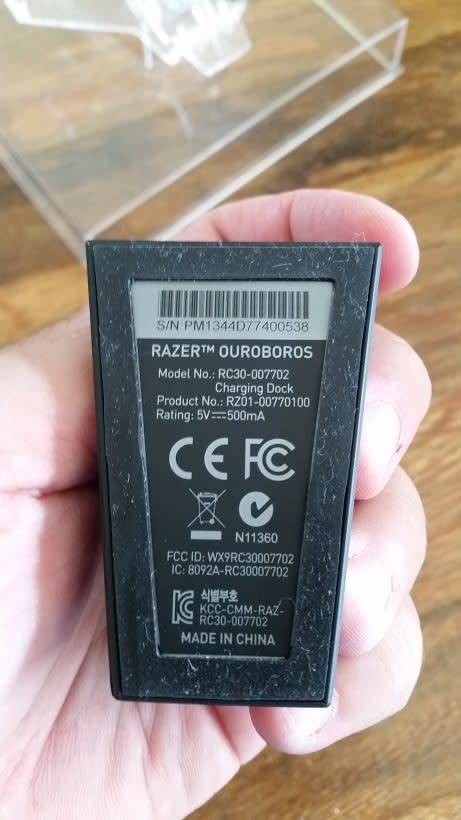 S/N PM1344D77400538
RAZER™ OUROBOROS
Model No.: RC30-007702
Charging Dock
Product No.: RZ01-00770100
Rating: 5V⎓500mA
CE FC
N11360
FCC ID: WX9RC30007702
IC: 8092A-RC30007702
식별부호
KCC-CMM-RAZ-
RC30-007702
MADE IN CHINA